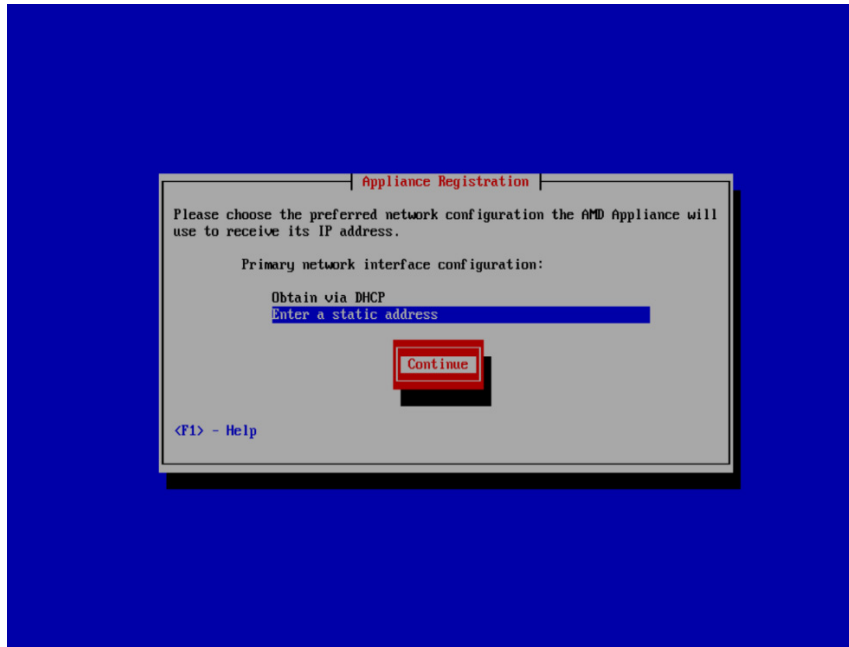 Appliance Registration
Please choose the preferred network configuration the AMD Appliance will
use to receive its IP address.
Primary network interface configuration:
Obtain via DHCP
Enter a static address
Continue
<F1> - Help